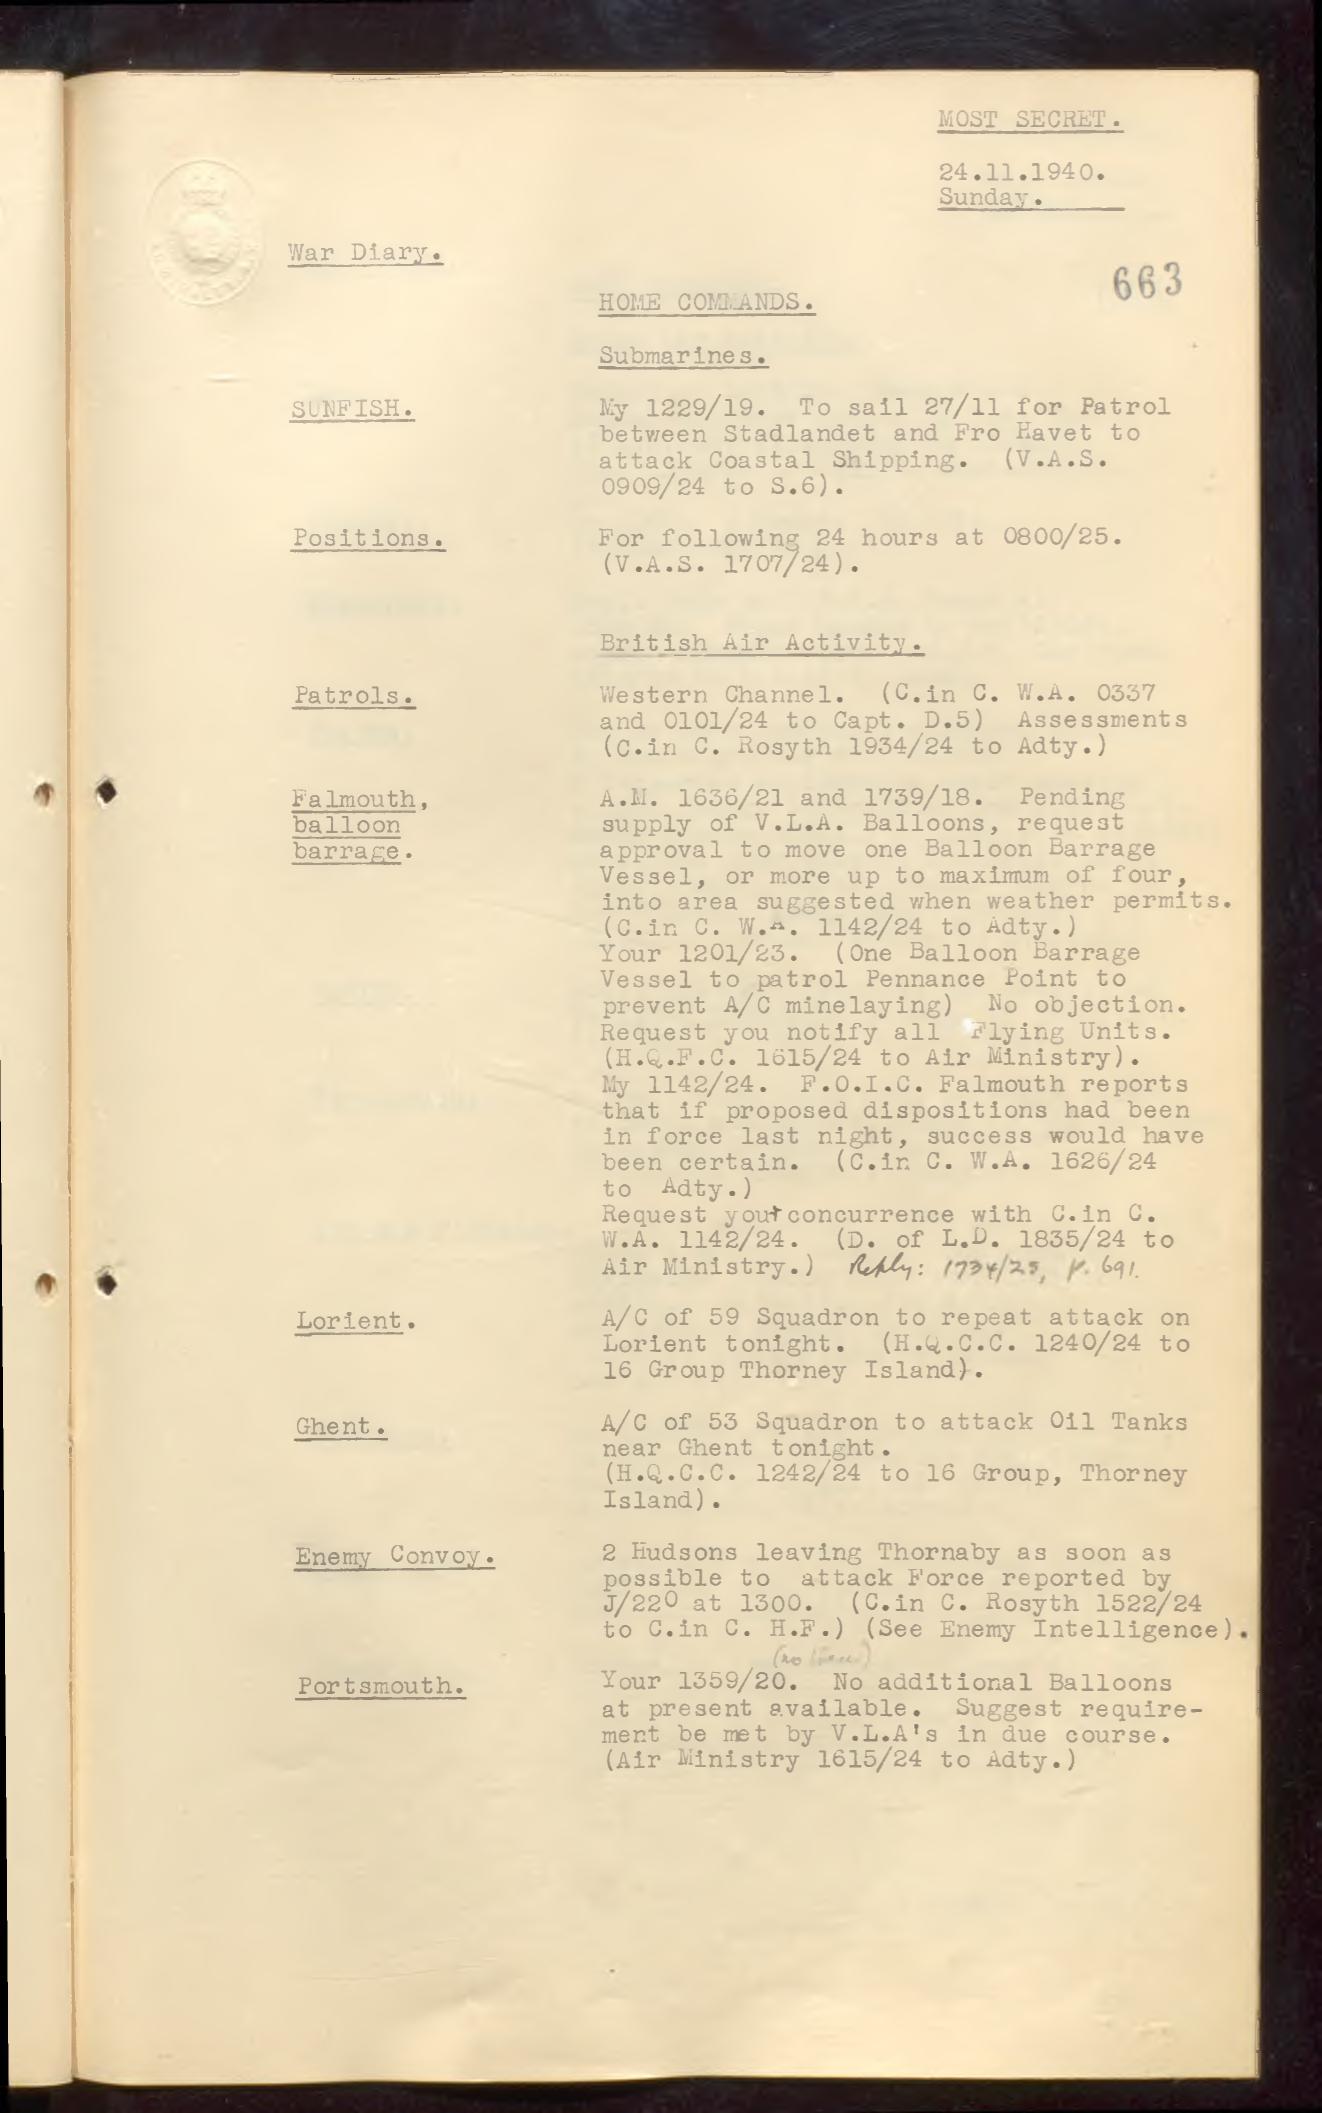 MOST SECRET.
24.11.1940.
Sunday.
War Diary.
663
HOME COMMANDS.
Submarines.
SUNFISH.
My 1229/19. To sail 27/11 for Patrol
between Stadlandet and Fro Havet to
attack Coastal Shipping. (V.A.S.
0909/24 to S.6).
Positions.
For following 24 hours at 0800/25.
(V.A.S. 1707/24).
British Air Activity.
Patrols.
Western Channel. (C.in C. W.A. 0337
and 0101/24 to Capt. D.5) Assessments
(C.in C. Rosyth 1934/24 to Adty.)
Falmouth,
balloon
barrage.
A.M. 1636/21 and 1739/18. Pending
supply of V.L.A. Balloons, request
approval to move one Balloon Barrage
Vessel, or more up to maximum of four,
into area suggested when weather permits.
(C.in C. W.A. 1142/24 to Adty.)
Your 1201/23. (One Balloon Barrage
Vessel to patrol Pennance Point to
prevent A/C minelaying) No objection.
Request you notify all Flying Units.
(H.Q.F.C. 1615/24 to Air Ministry).
My 1142/24. F.O.I.C. Falmouth reports
that if proposed dispositions had been
in force last night, success would have
been certain. (C.in C. W.A. 1626/24
to Adty.)
Request your concurrence with C.in C.
W.A. 1142/24. (D. of L.D. 1835/24 to
Air Ministry.) Reply: 1734/25, p. 691.
Lorient.
A/C of 59 Squadron to repeat attack on
Lorient tonight. (H.Q.C.C. 1240/24 to
16 Group Thorney Island).
Ghent.
A/C of 53 Squadron to attack Oil Tanks
near Ghent tonight.
(H.Q.C.C. 1242/24 to 16 Group, Thorney
Island).
Enemy Convoy.
2 Hudsons leaving Thornaby as soon as
possible to attack Force reported by
J/220 at 1300. (C.in C. Rosyth 1522/24
to C.in C. H.F.) (See Enemy Intelligence).
(no
Portsmouth.
Your 1359/20. No additional Balloons
at present available. Suggest require-
ment be met by V.L.A's in due course.
(Air Ministry 1615/24 to Adty.)